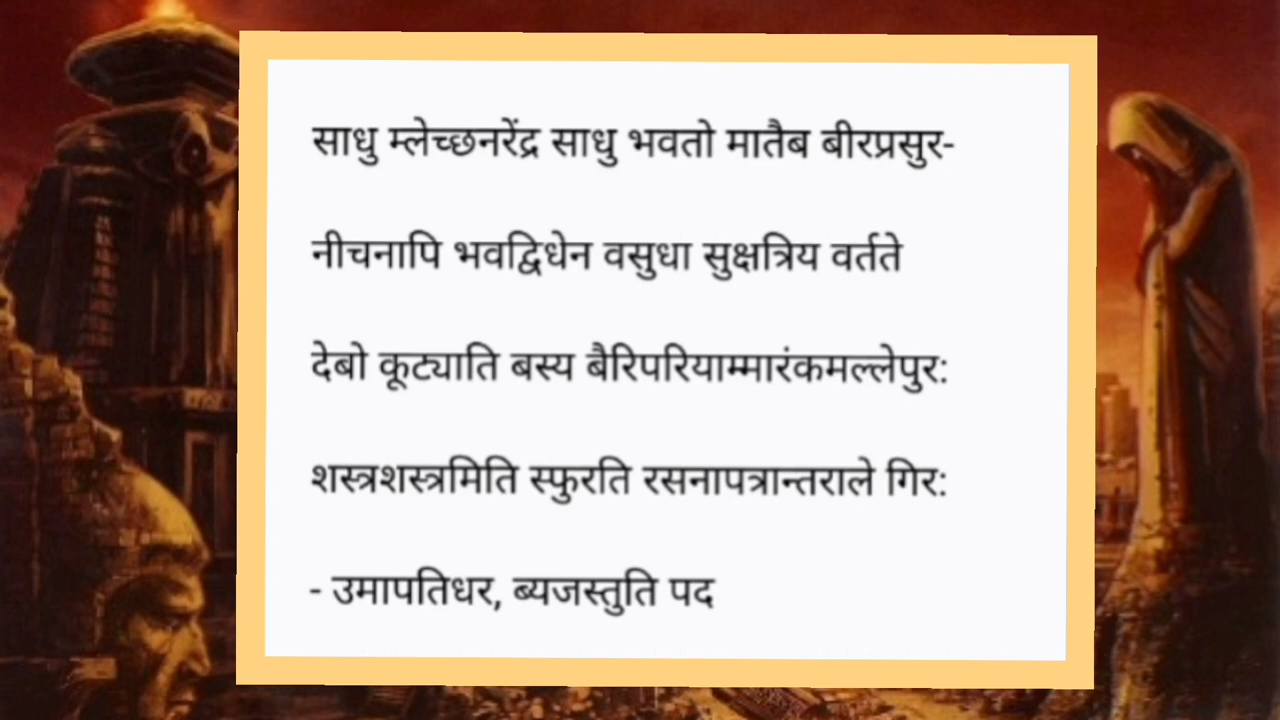 साधु म्लेच्छनरेंद्र साधु भवतो मातैब बीरप्रसुर-
नीचनापि भवद्विधेन वसुधा सुक्षत्रिय वर्तते
देबो कूट्याति बस्य बैरिपरियाम्मारंकमल्लेपुर:
शस्त्रशस्त्रमिति स्फुरति रसनापत्रान्तराले गिर:
- उमापतिधर, ब्यजस्तुति पद